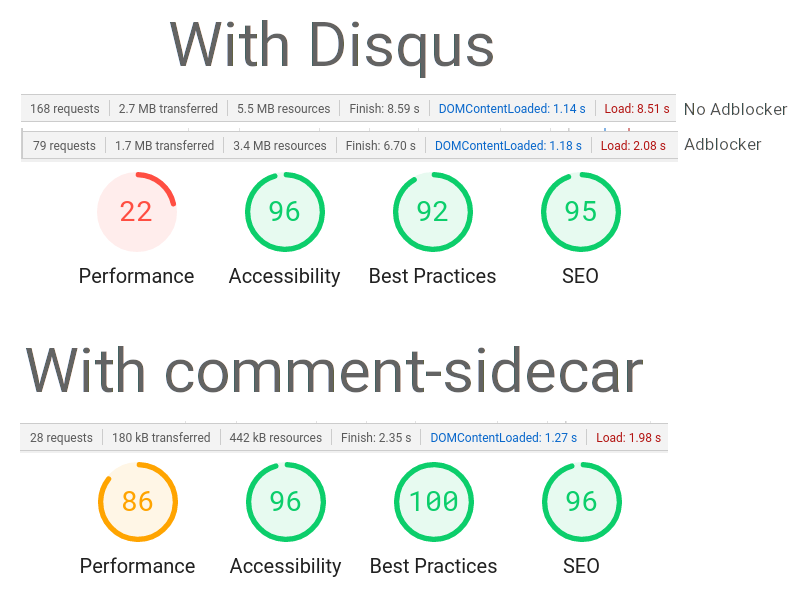 With Disqus
168 requests 2.7 MB transferred 5.5 MB resources Finish: 8.59 s DOMContentLoaded: 1.14 s Load: 8.51 s No Adblocker
79 requests 1.7 MB transferred 3.4 MB resources Finish: 6.70 s DOMContentLoaded: 1.18 s Load: 2.08 s Adblocker
22 96 92 95
Performance Accessibility Best Practices SEO
With comment-sidecar
28 requests 180 kB transferred 442 kB resources Finish: 2.35 s DOMContentLoaded: 1.27 s Load: 1.98 s
86 96 100 96
Performance Accessibility Best Practices SEO